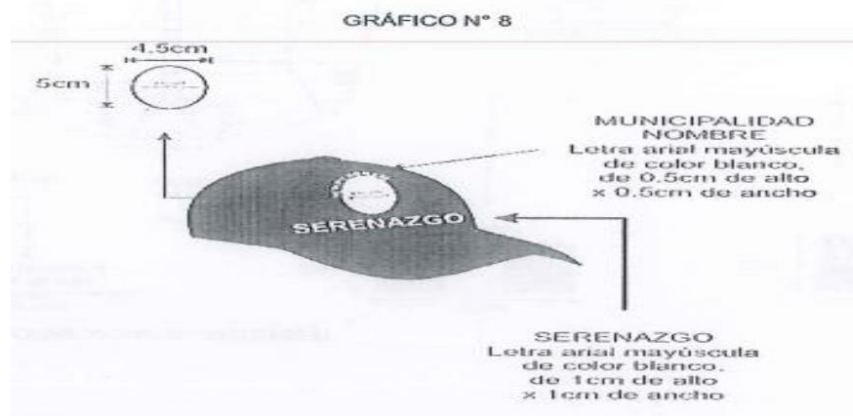 GRÁFICO N° 8
4.5cm
5cm
MUNICIPALIDAD
NOMBRE
Letra arial mayúscula
de color blanco,
de 0.5cm de alto
x 0.5cm de ancho
SERENAZGO
SERENAZGO
Letra arial mayúscula
de color blanco,
de 1cm de alto
x 1cm de ancho